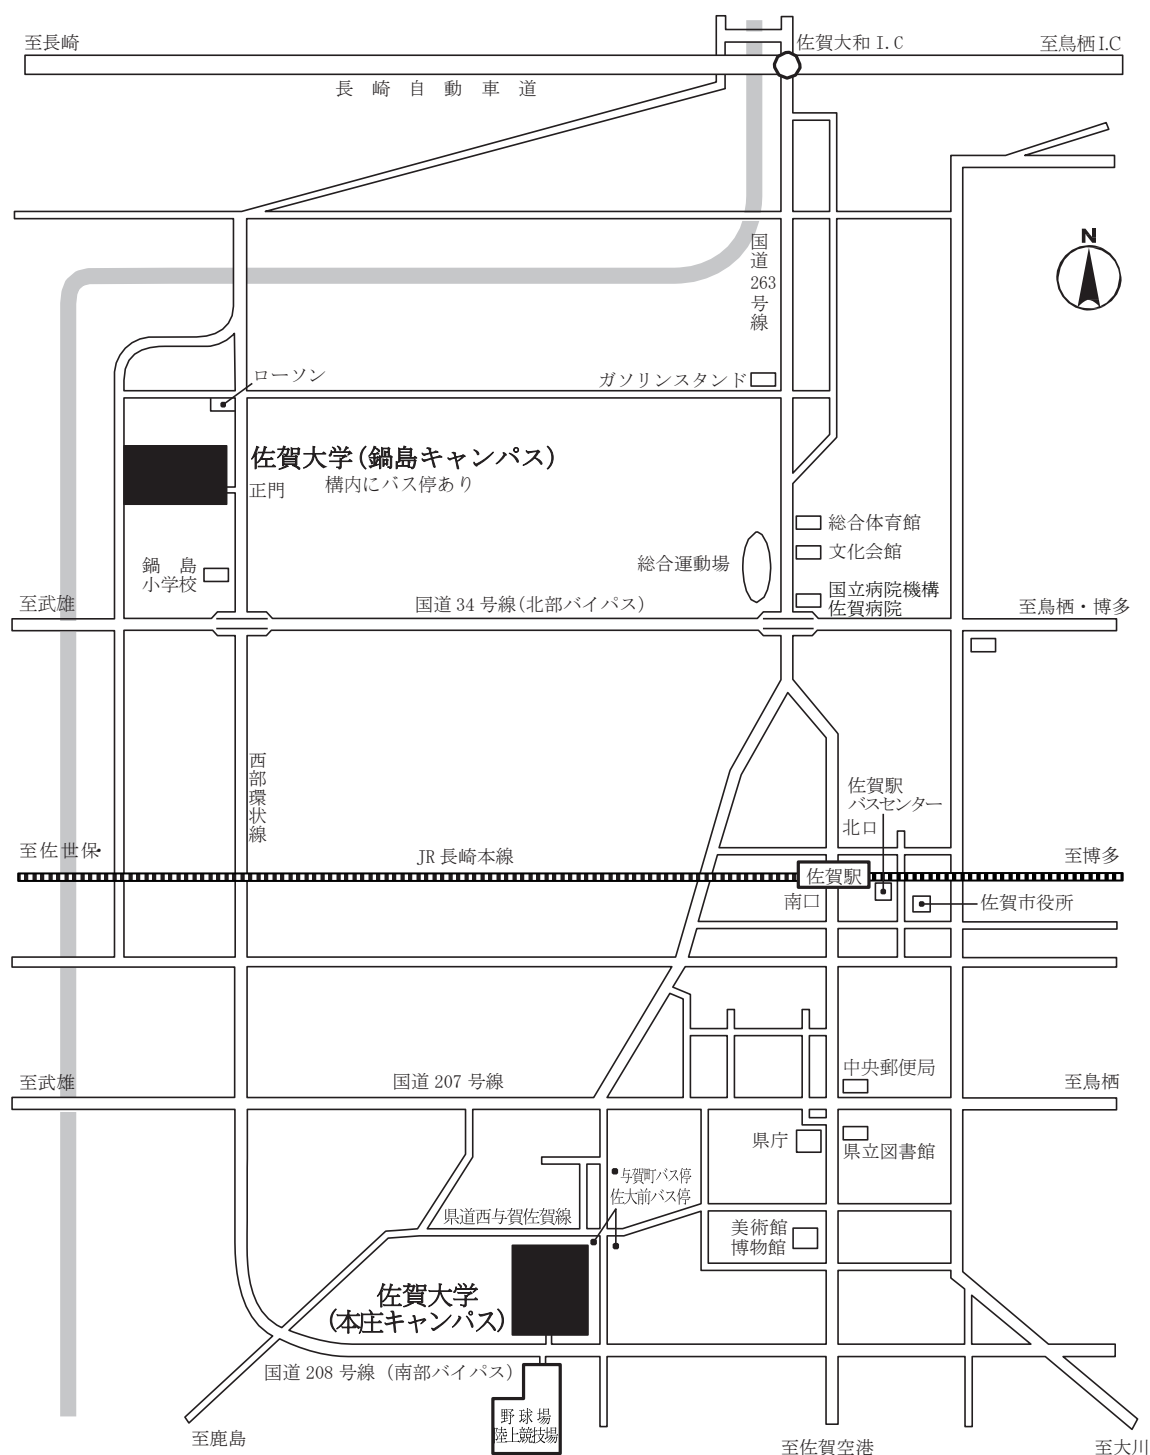 至長崎
佐賀大和 I.C
至鳥栖I.C
長崎自動車道
N
国道263号線
ローソン
ガソリンスタンド
佐賀大学(鍋島キャンパス)
正門
構内にバス停あり
総合体育館
文化会館
総合運動場
鍋島
小学校
国立病院機構
佐賀病院
至武雄
国道 34 号線(北部バイパス)
至鳥栖・博多
西部環状線
佐賀駅
バスセンター
北口
至佐世保
JR 長崎本線
至博多
佐賀駅
南口
佐賀市役所
中央郵便局
至武雄
国道 207 号線
至鳥栖
県庁
県立図書館
与賀町バス停
佐大前バス停
県道西与賀佐賀線
美術館
博物館
佐賀大学
(本庄キャンパス)
国道 208 号線 (南部バイパス)
野球場
陸上競技場
至鹿島
至佐賀空港
至大川